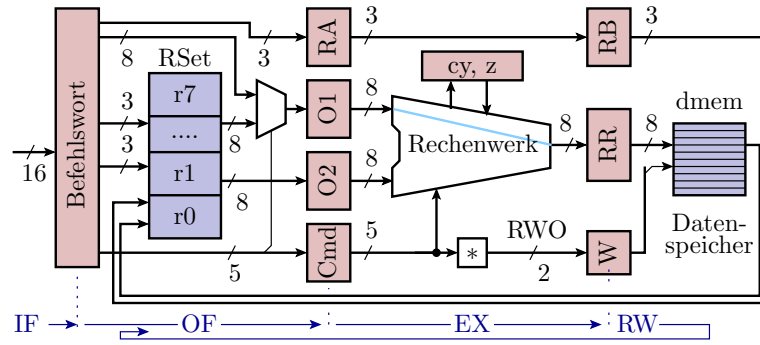 3
3
3
8
RSet
RA
RB
cy, z
r7
3
8
8
8
dmem
Befehlswort
....
8
O1
Rechenwerk
RR
16
3
r1
8
O2
8
r0
Daten-
speicher
5
Cmd
5
*
RWO
2
W
IF
OF
EX
RW